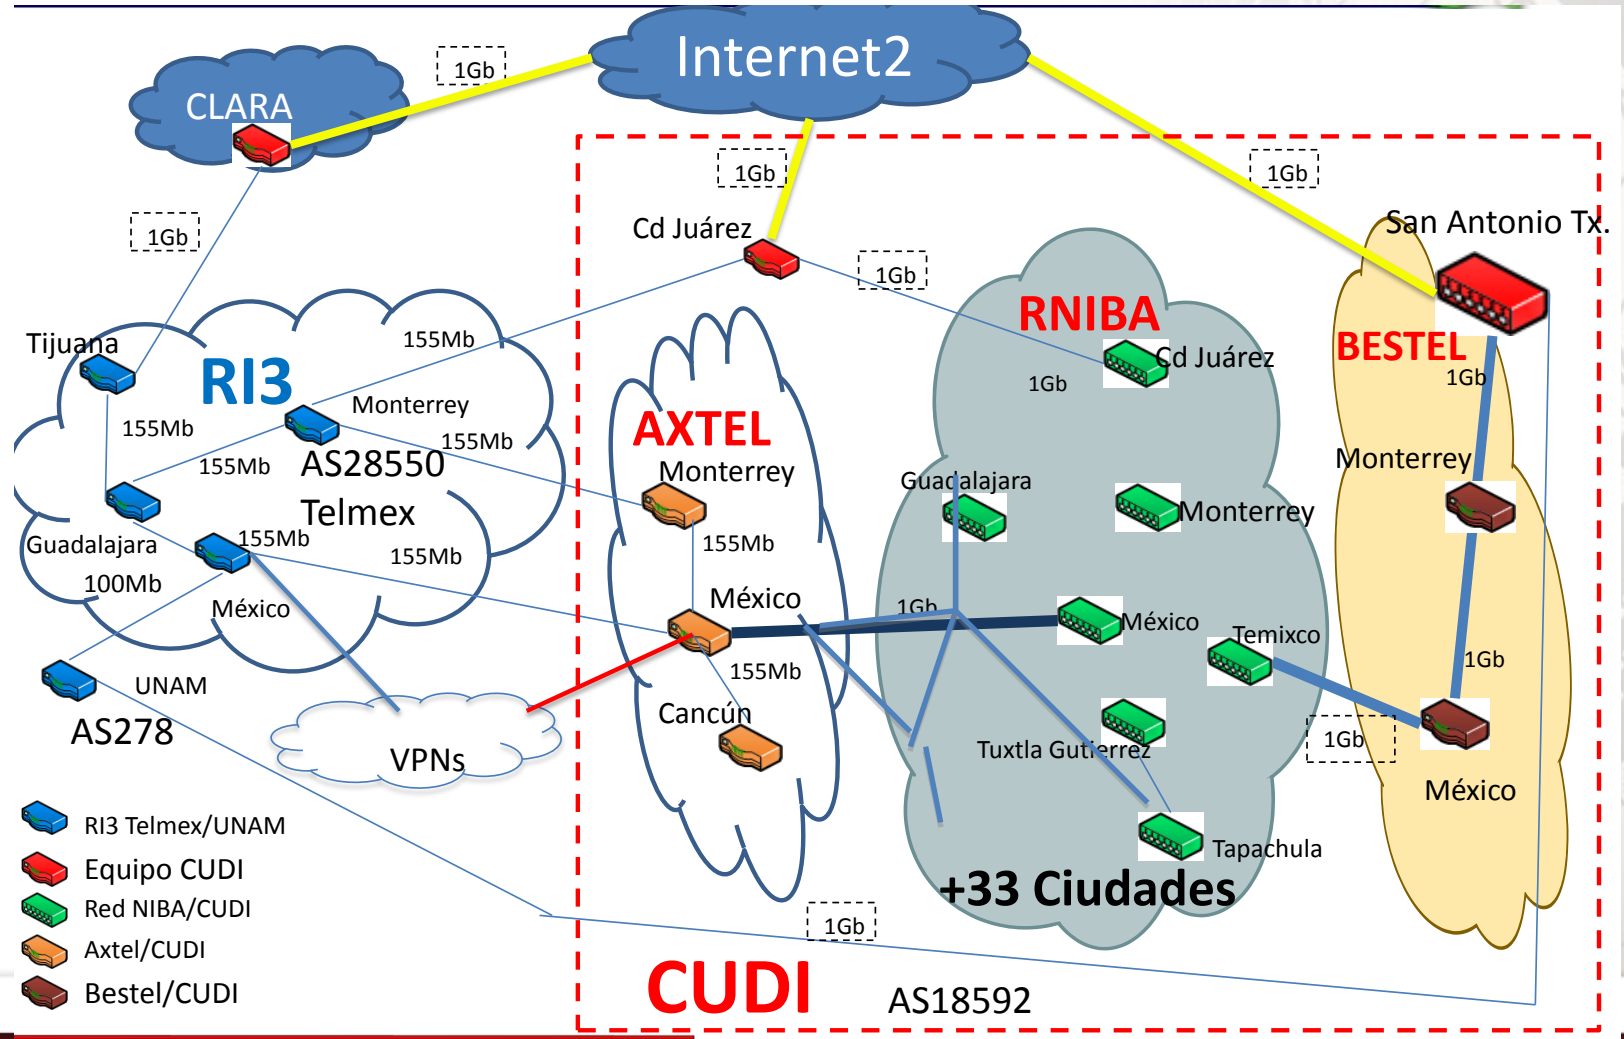 Internet2
1Gb
CLARA
1Gb
1Gb
1Gb
Cd Juárez
San Antonio Tx.
1Gb
RNIBA
Tijuana
155Mb
BESTEL
RI3
Cd Juárez
1Gb
1Gb
Monterrey
155Mb
155Mb
AXTEL
155Mb
AS28550
Monterrey
Monterrey
Guadalajara
Telmex
Monterrey
Guadalajara
155Mb
155Mb
155Mb
100Mb
México
México
1Gb
México
Temixco
155Mb
1Gb
UNAM
Cancún
AS278
VPNs
Tuxtla Gutierrez
1Gb
México
RI3 Telmex/UNAM
Tapachula
Equipo CUDI
+33 Ciudades
Red NIBA/CUDI
1Gb
Axtel/CUDI
Bestel/CUDI
CUDI
AS18592